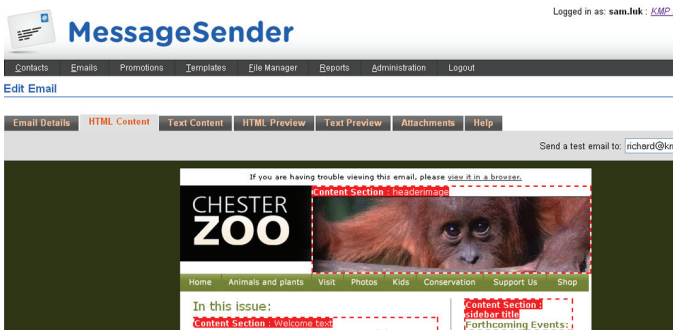 Logged in as: sam.luk : KMP
MessageSender
Contacts Emails Promotions Templates File Manager Reports Administration Logout
Edit Email
Email Details HTML Content Text Content HTML Preview Text Preview Attachments Help
Send a test email to: richard@kn
If you are having trouble viewing this email, please view it in a browser.
Content Section : headerimage
CHESTER
ZOO
Home Animals and plants Visit Photos Kids Conservation Support Us Shop
In this issue:
Content Section : Welcome text
Content Section :
sidebar title
Forthcoming Events: